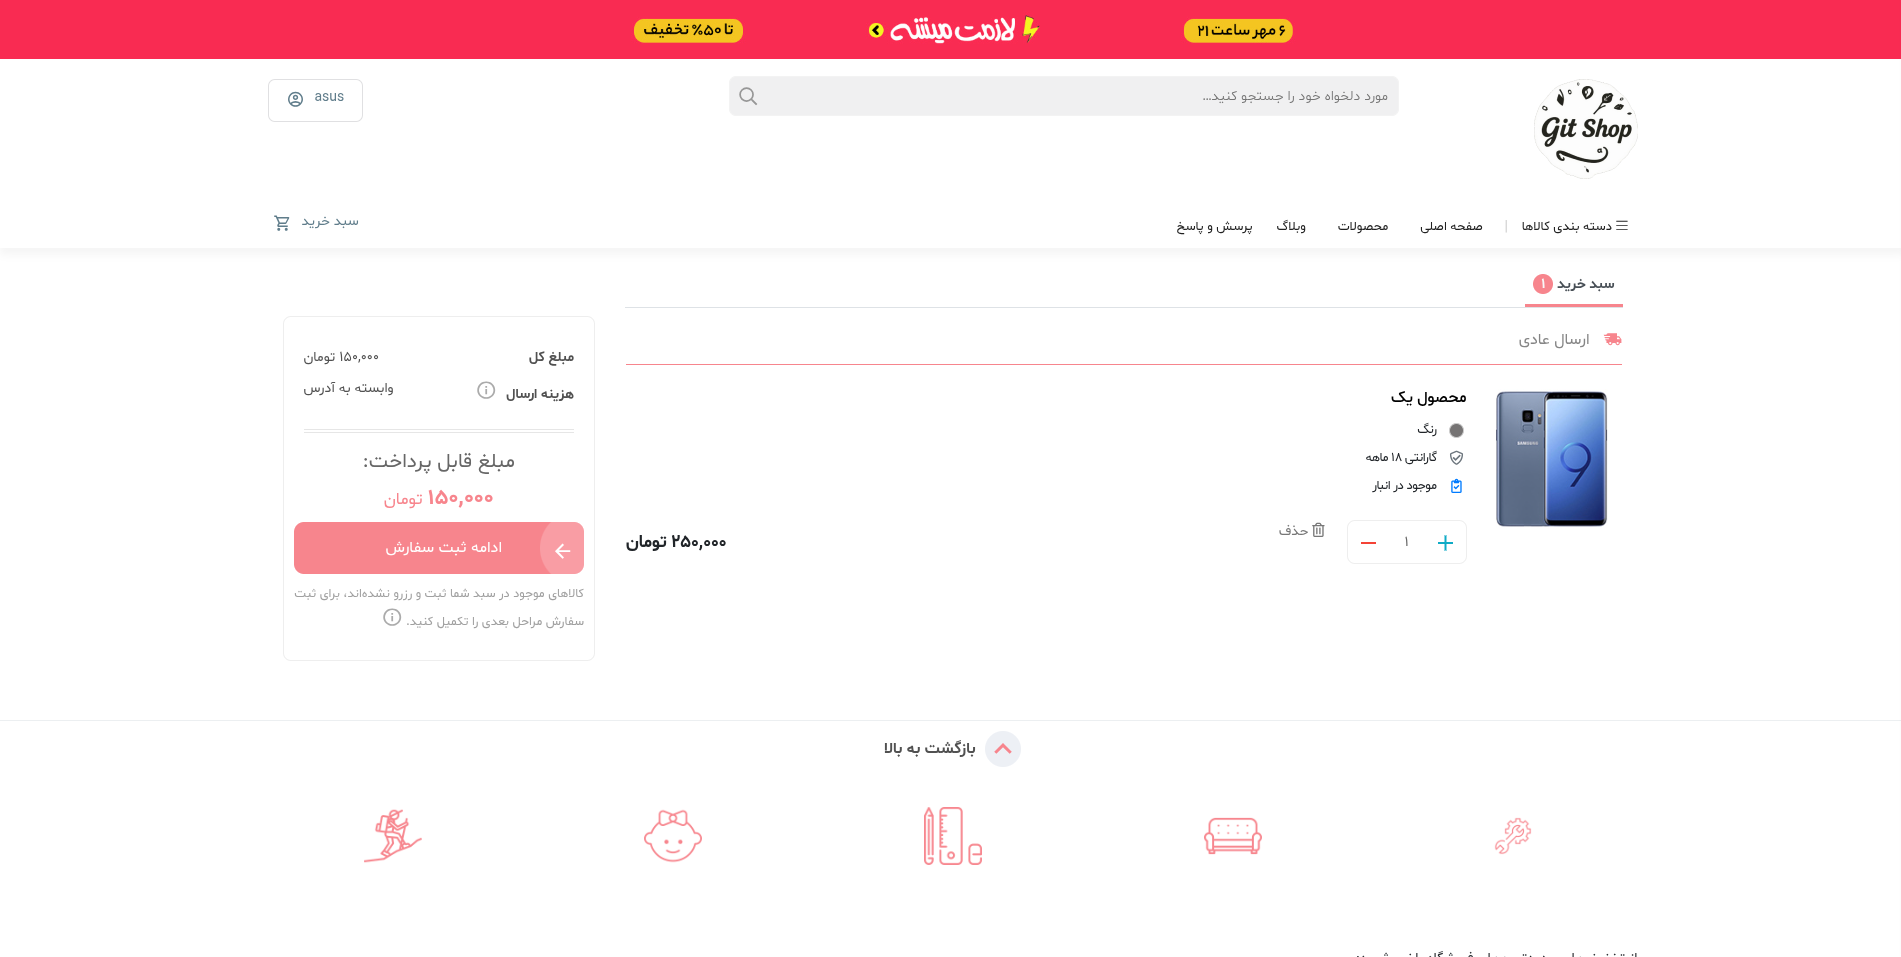 ۶ مهر ساعت ۲۱
لازمت میشه
تا ۵۰% تخفیف
Git Shop
مورد دلخواه خود را جستجو کنید...
asus
دسته بندی کالاها | صفحه اصلی محصولات وبلاگ پرسش و پاسخ
سبد خرید
سبد خرید ۱
ارسال عادی
محصول یک
رنگ
گارانتی ۱۸ ماهه
موجود در انبار
۱
حذف
۲۵۰,۰۰۰ تومان
SAMSUNG
9
مبلغ کل ۱۵۰,۰۰۰ تومان
هزینه ارسال وابسته به آدرس
مبلغ قابل پرداخت:
۱۵۰,۰۰۰ تومان
ادامه ثبت سفارش
کالاهای موجود در سبد شما ثبت و رزرو نشده‌اند، برای ثبت
سفارش مراحل بعدی را تکمیل کنید.
بازگشت به بالا